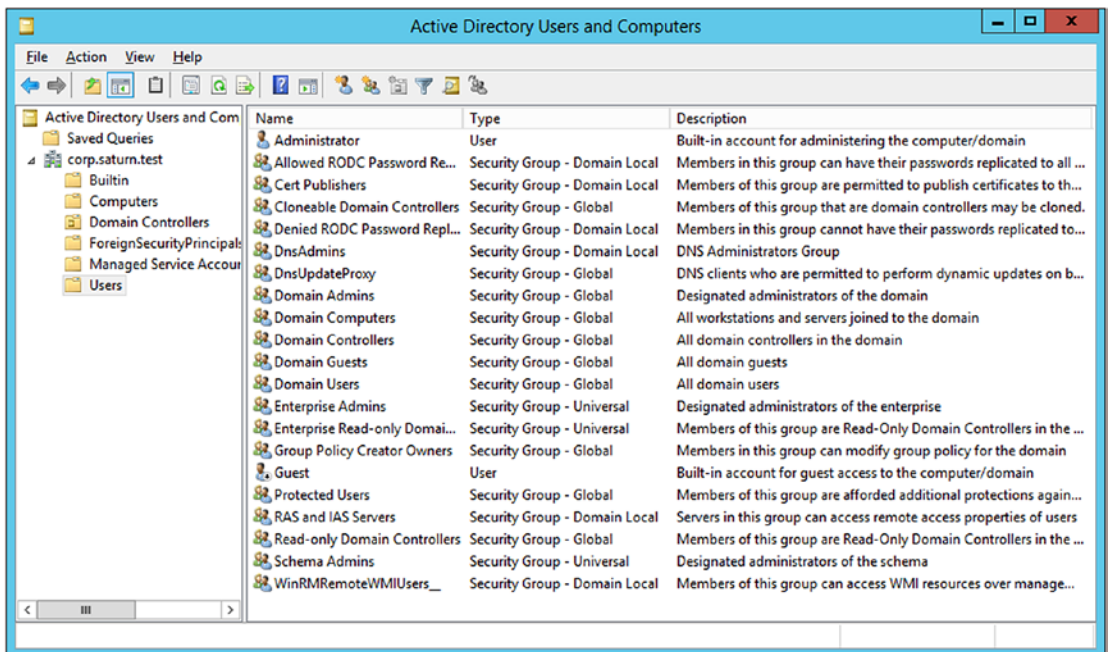 Active Directory Users and Computers
File Action View Help
Active Directory Users and Com
Saved Queries
corp.saturn.test
Builtin
Computers
Domain Controllers
ForeignSecurityPrincipals
Managed Service Accour
Users
Name Type Description
Administrator User Built-in account for administering the computer/domain
Allowed RODC Password Re... Security Group - Domain Local Members in this group can have their passwords replicated to all ...
Cert Publishers Security Group - Domain Local Members of this group are permitted to publish certificates to th...
Cloneable Domain Controllers Security Group - Global Members of this group that are domain controllers may be cloned.
Denied RODC Password Repl... Security Group - Domain Local Members in this group cannot have their passwords replicated to...
DnsAdmins Security Group - Domain Local DNS Administrators Group
DnsUpdateProxy Security Group - Global DNS clients who are permitted to perform dynamic updates on b...
Domain Admins Security Group - Global Designated administrators of the domain
Domain Computers Security Group - Global All workstations and servers joined to the domain
Domain Controllers Security Group - Global All domain controllers in the domain
Domain Guests Security Group - Global All domain guests
Domain Users Security Group - Global All domain users
Enterprise Admins Security Group - Universal Designated administrators of the enterprise
Enterprise Read-only Domai... Security Group - Universal Members of this group are Read-Only Domain Controllers in the ...
Group Policy Creator Owners Security Group - Global Members in this group can modify group policy for the domain
Guest User Built-in account for guest access to the computer/domain
Protected Users Security Group - Global Members of this group are afforded additional protections again...
RAS and IAS Servers Security Group - Domain Local Servers in this group can access remote access properties of users
Read-only Domain Controllers Security Group - Global Members of this group are Read-Only Domain Controllers in the ...
Schema Admins Security Group - Universal Designated administrators of the schema
WinRMRemoteWMIUsers__ Security Group - Domain Local Members of this group can access WMI resources over manage...